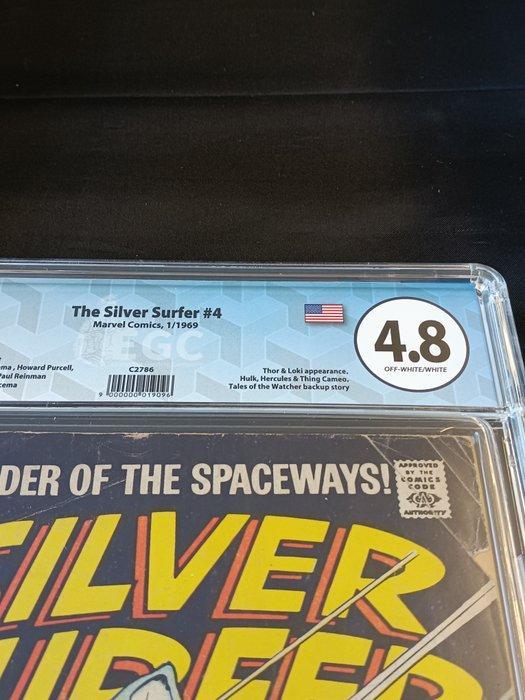 The Silver Surfer #4
Marvel Comics, 1/1969
EGC
ma, Howard Purcell,
Paul Reinman
cema
C2786
9 000000 019096
Thor & Loki appearance.
Hulk, Hercules & Thing Cameo.
Tales of the Watcher backup story
4.8
OFF-WHITE/WHITE
DER OF THE SPACEWAYS!
APPROVED
BY THE
COMICS
CODE
CA
AUTHORITY
SILVER
SURFER